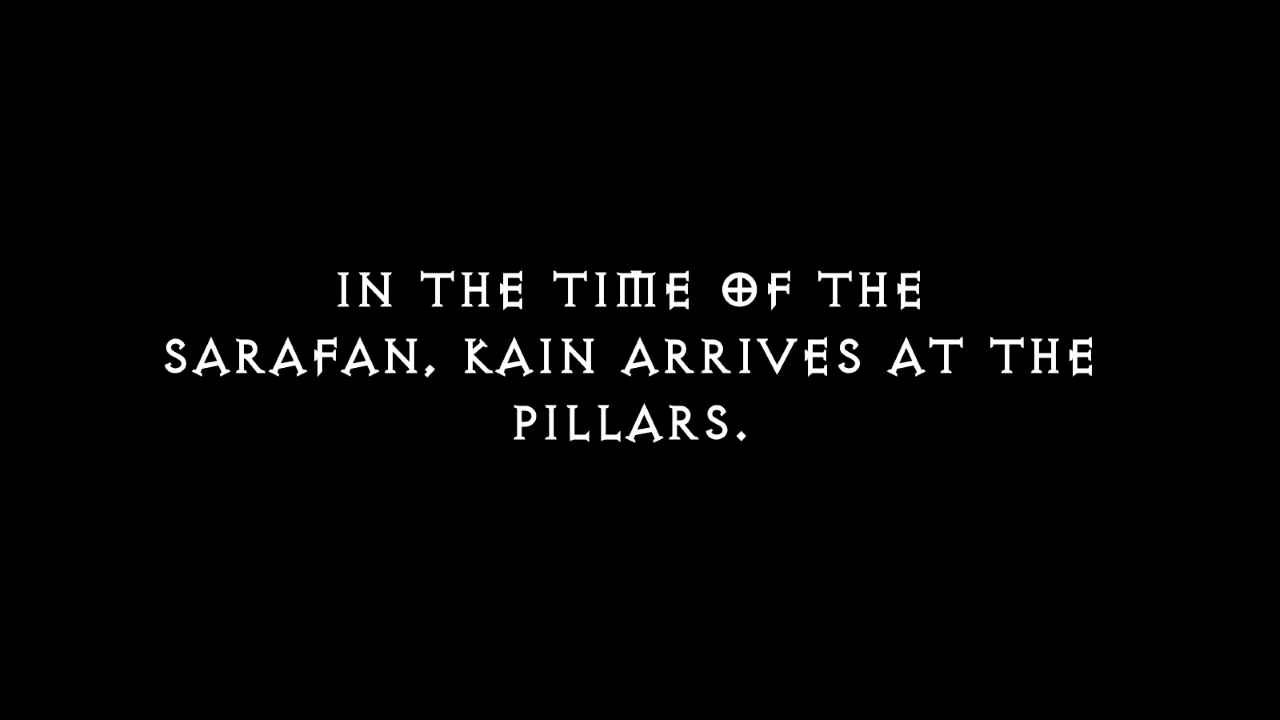 IN THE TIME OF THE
SARAFAN, KAIN ARRIVES AT THE
PILLARS.